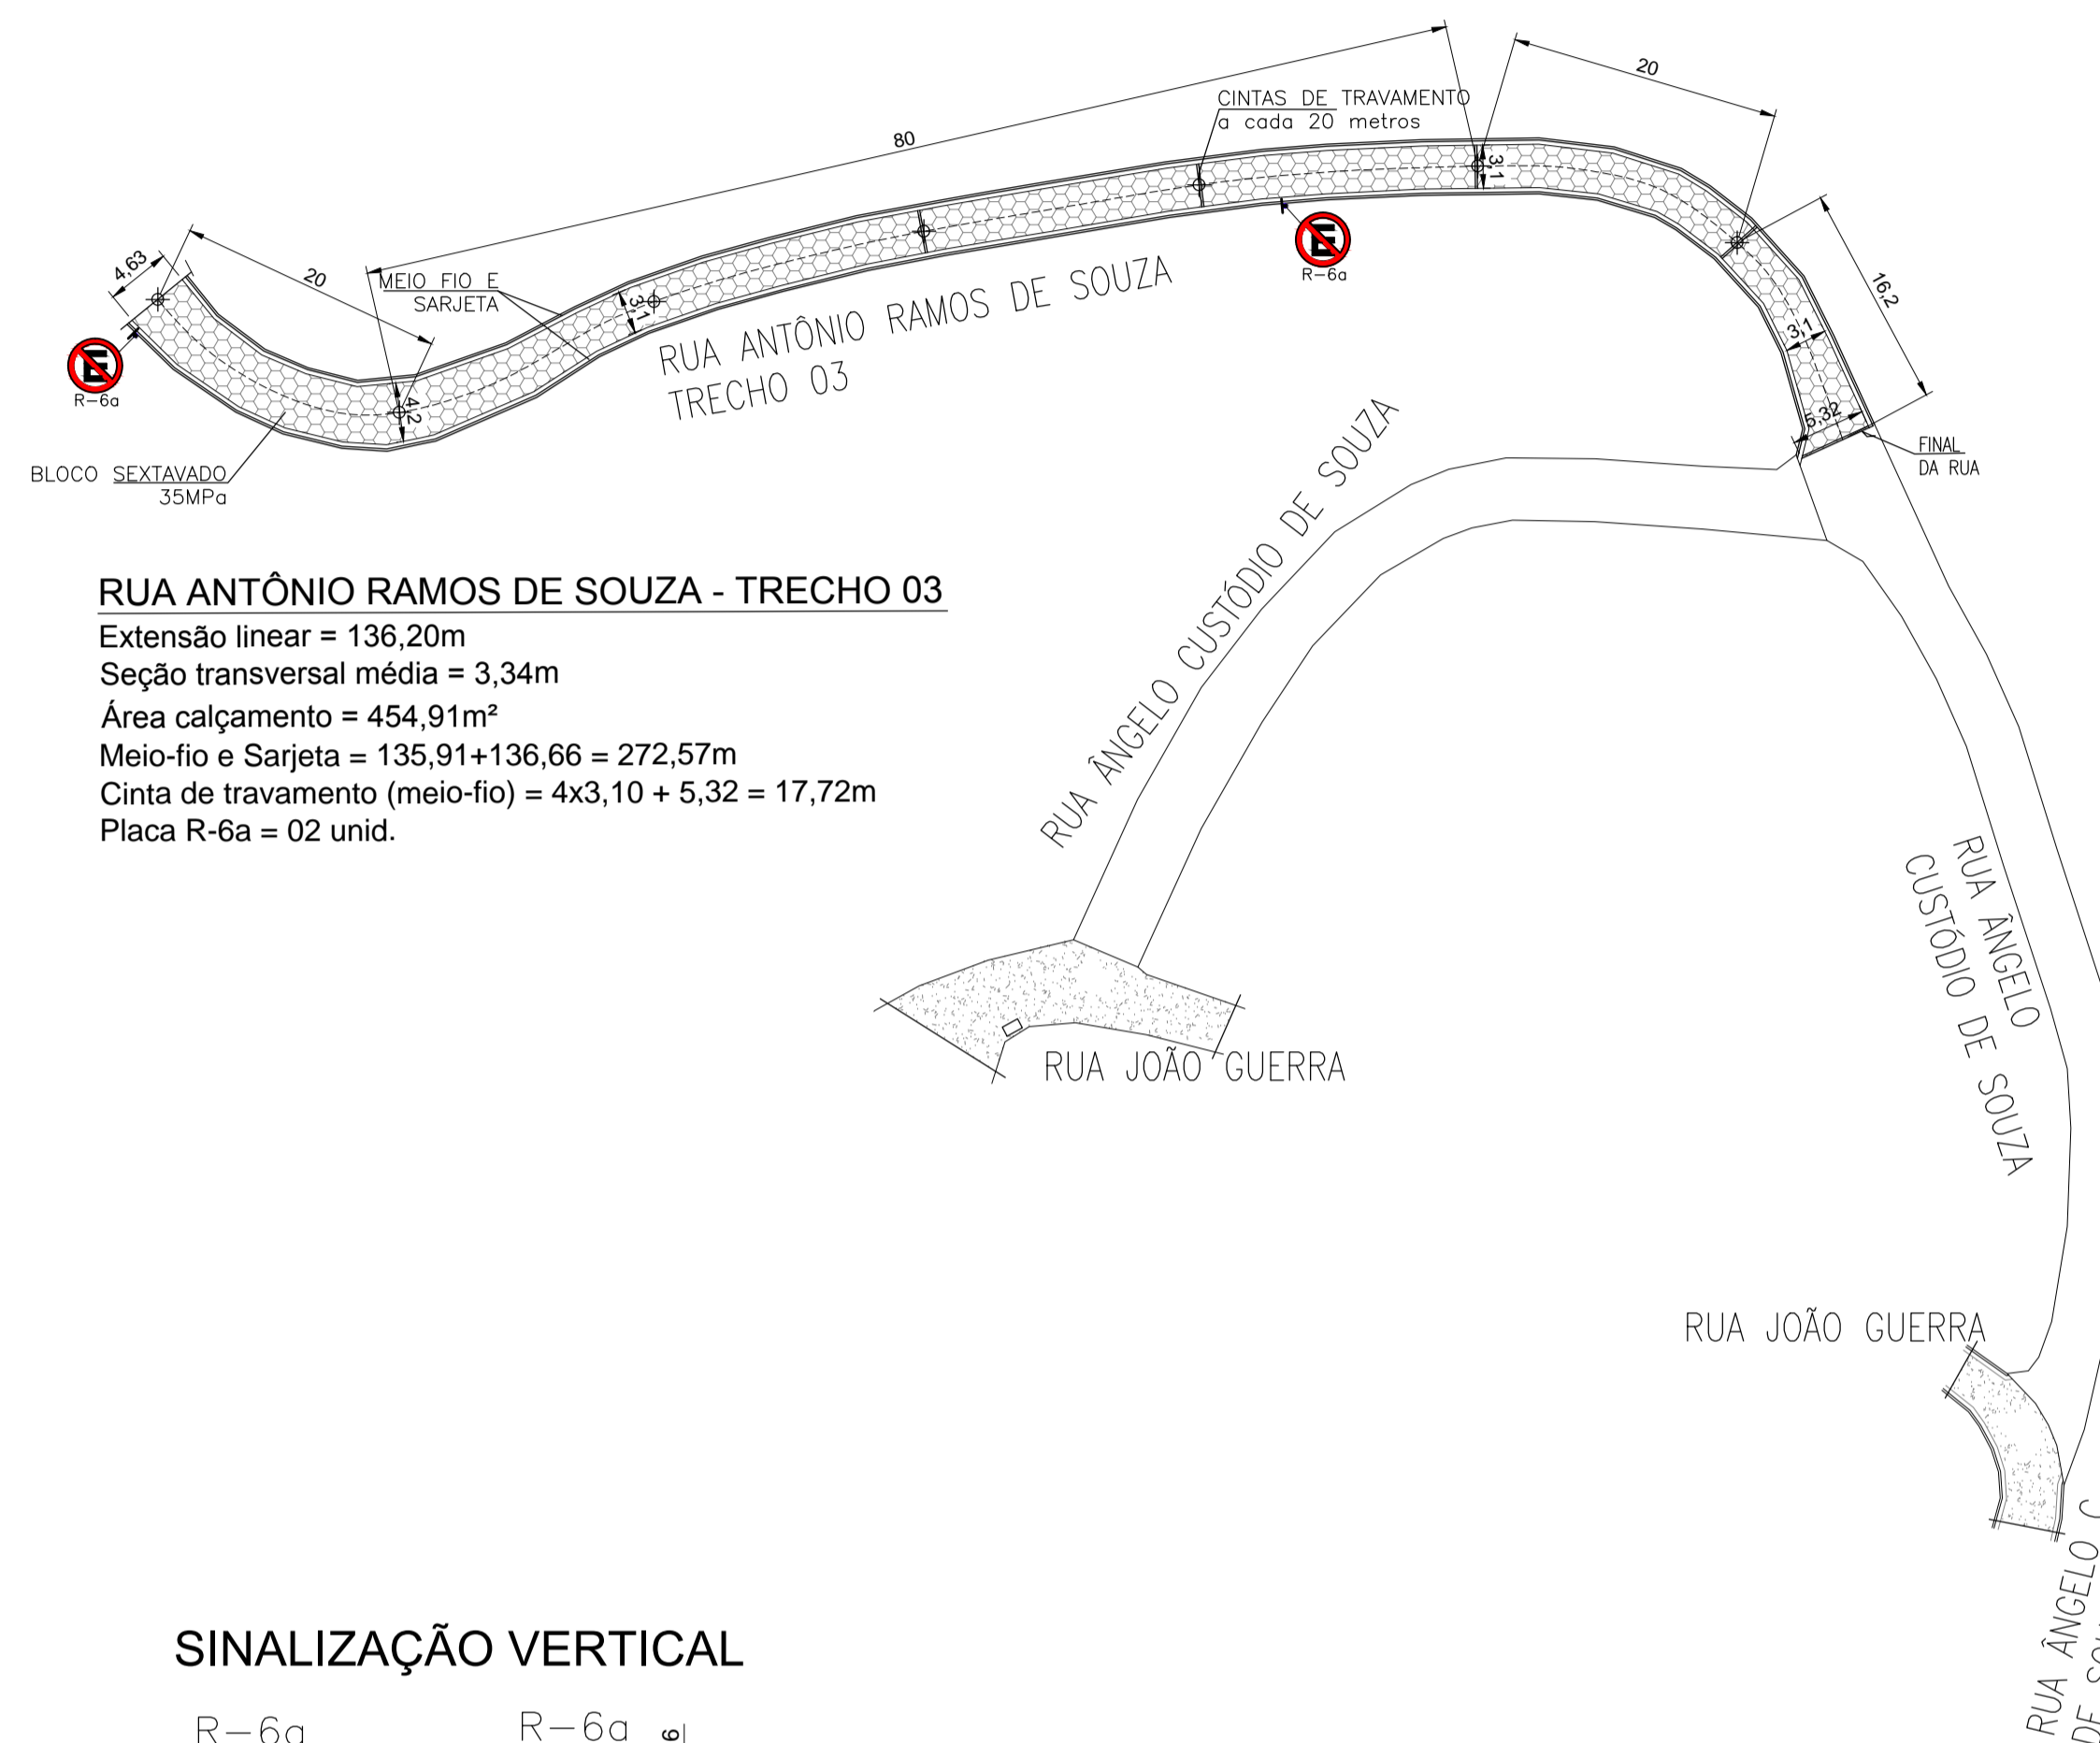 20
CINTAS DE TRAVAMENTO
a cada 20 metros
80
3,1
4,63
20
MEIO FIO E
SARJETA
3,1
R-6a
16,2
RUA ANTÔNIO RAMOS DE SOUZA
TRECHO 03
3,1
R-6a
4,2
5,32
FINAL
DA RUA
BLOCO SEXTAVADO
35MPa
RUA ÂNGELO CUSTÓDIO DE SOUZA
RUA ANTÔNIO RAMOS DE SOUZA - TRECHO 03
Extensão linear = 136,20m
Seção transversal média = 3,34m
Área calçamento = 454,91m²
Meio-fio e Sarjeta = 135,91+136,66 = 272,57m
Cinta de travamento (meio-fio) = 4x3,10 + 5,32 = 17,72m
Placa R-6a = 02 unid.
RUA ÂNGELO
CUSTÓDIO DE SOUZA
RUA JOÃO GUERRA
RUA JOÃO GUERRA
RUA ÂNGELO C
DE
SINALIZAÇÃO VERTICAL
R-6a
R-6a